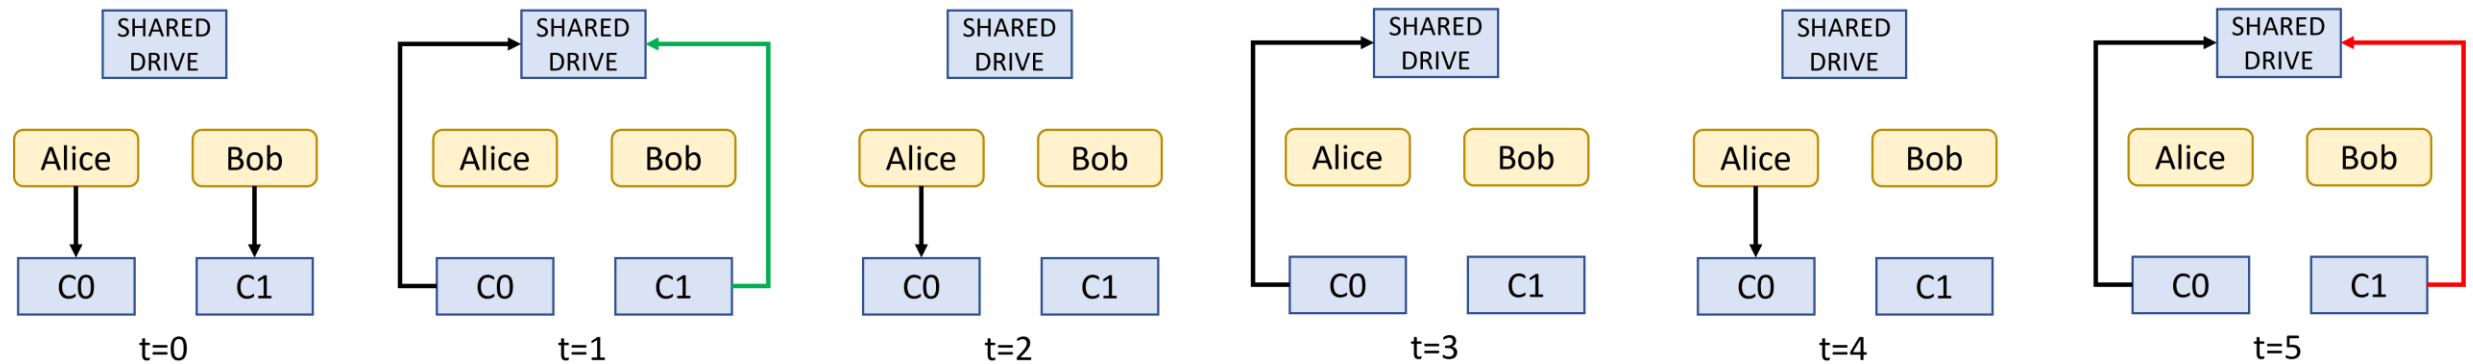 SHARED
DRIVE
Alice
Bob
C0
C1
t=0
SHARED
DRIVE
Alice
Bob
C0
C1
t=1
SHARED
DRIVE
Alice
Bob
C0
C1
t=2
SHARED
DRIVE
Alice
Bob
C0
C1
t=3
SHARED
DRIVE
Alice
Bob
C0
C1
t=4
SHARED
DRIVE
Alice
Bob
C0
C1
t=5